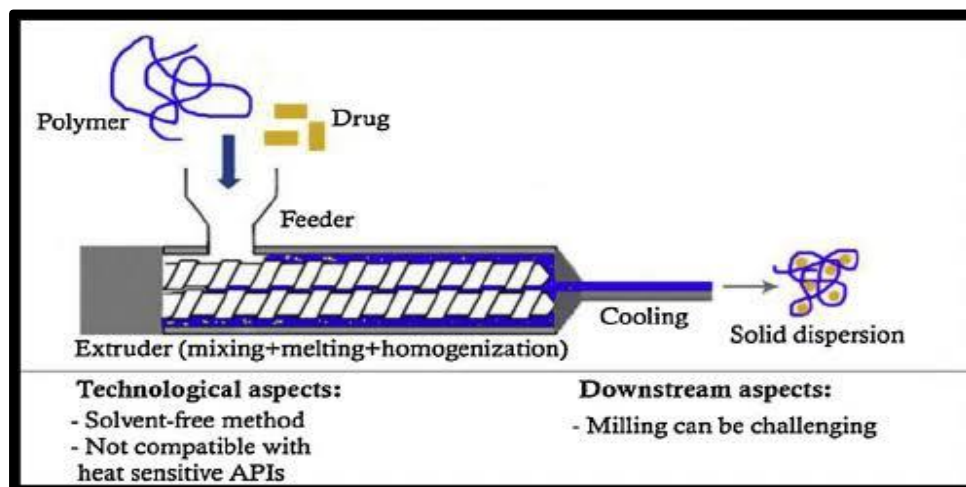 Polymer
Drug
Feeder
Cooling
Solid dispersion
Extruder (mixing+melting+homogenization)
Technological aspects:
- Solvent-free method
- Not compatible with
heat sensitive APIs
Downstream aspects:
- Milling can be challenging